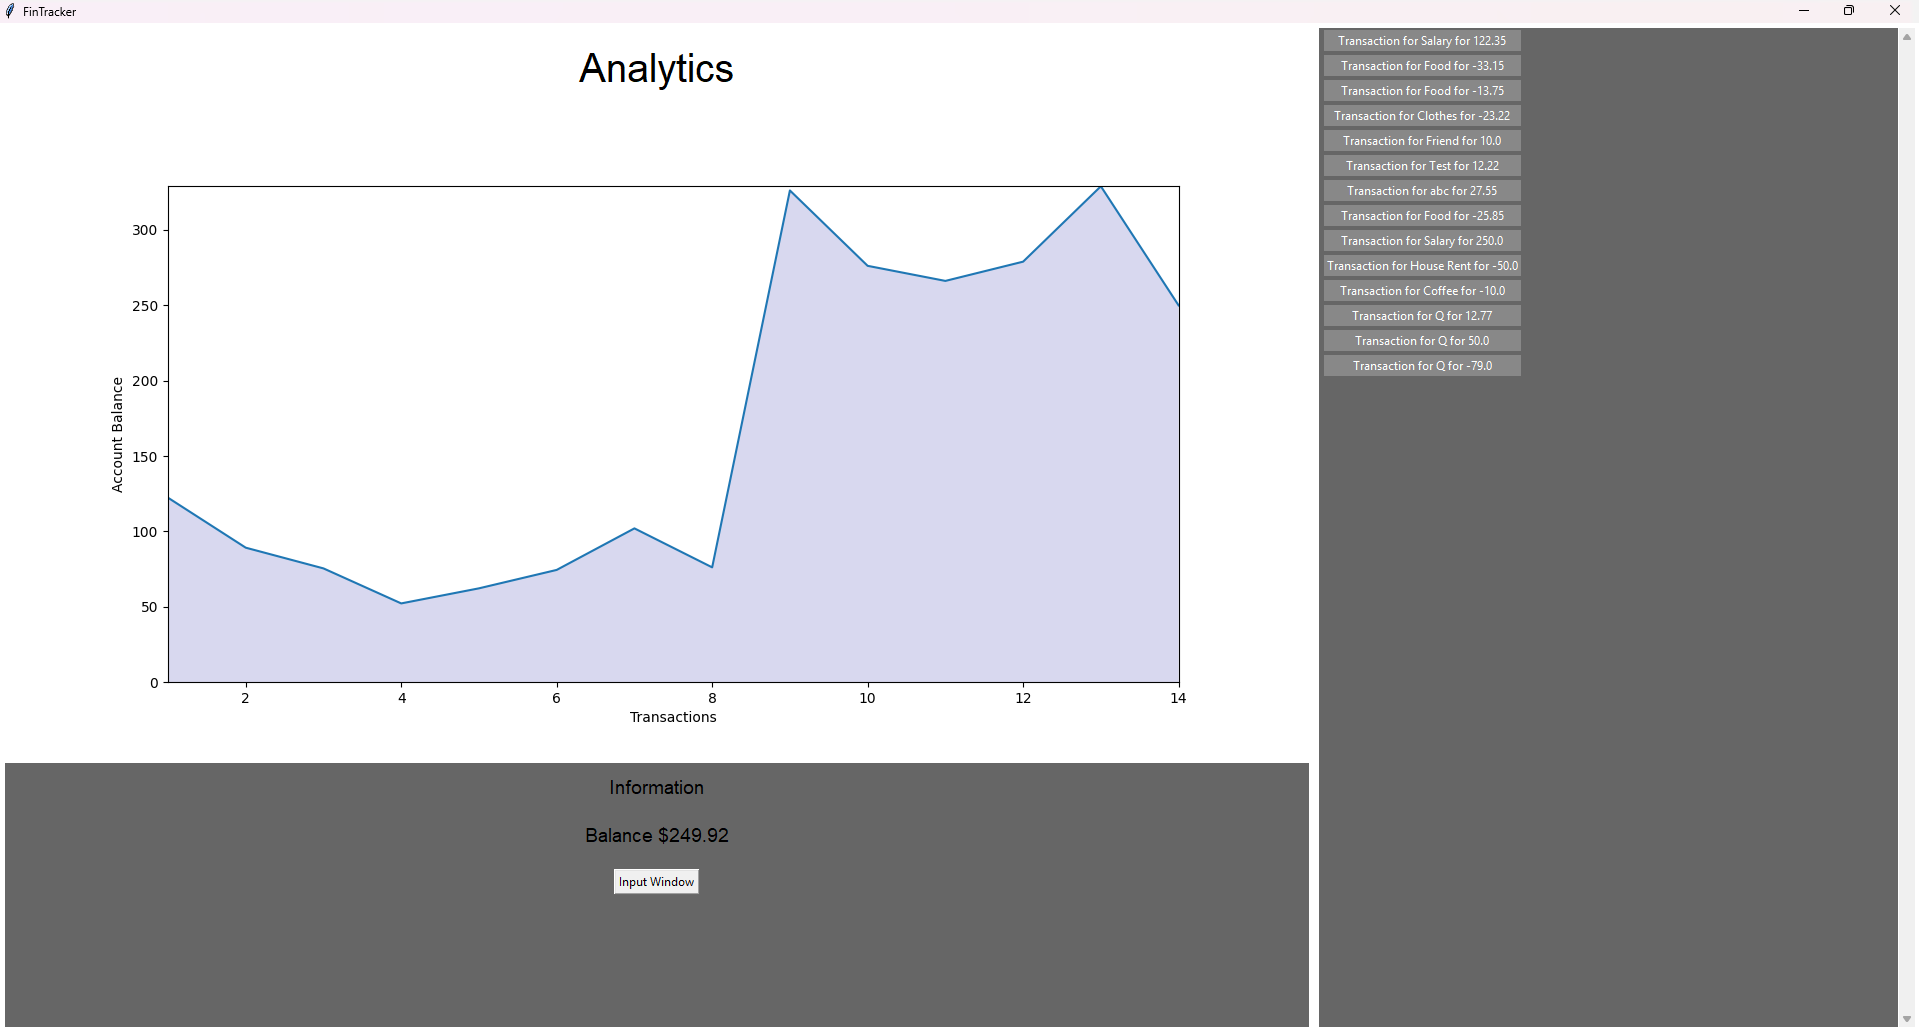 FinTracker
Analytics
300
250
200
150
100
50
0
Account Balance
2 4 6 8 10 12 14
Transactions
Information
Balance $249.92
Input Window
Transaction for Salary for 122.35
Transaction for Food for -33.15
Transaction for Food for -13.75
Transaction for Clothes for -23.22
Transaction for Friend for 10.0
Transaction for Test for 12.22
Transaction for abc for 27.55
Transaction for Food for -25.85
Transaction for Salary for 250.0
Transaction for House Rent for -50.0
Transaction for Coffee for -10.0
Transaction for Q for 12.77
Transaction for Q for 50.0
Transaction for Q for -79.0